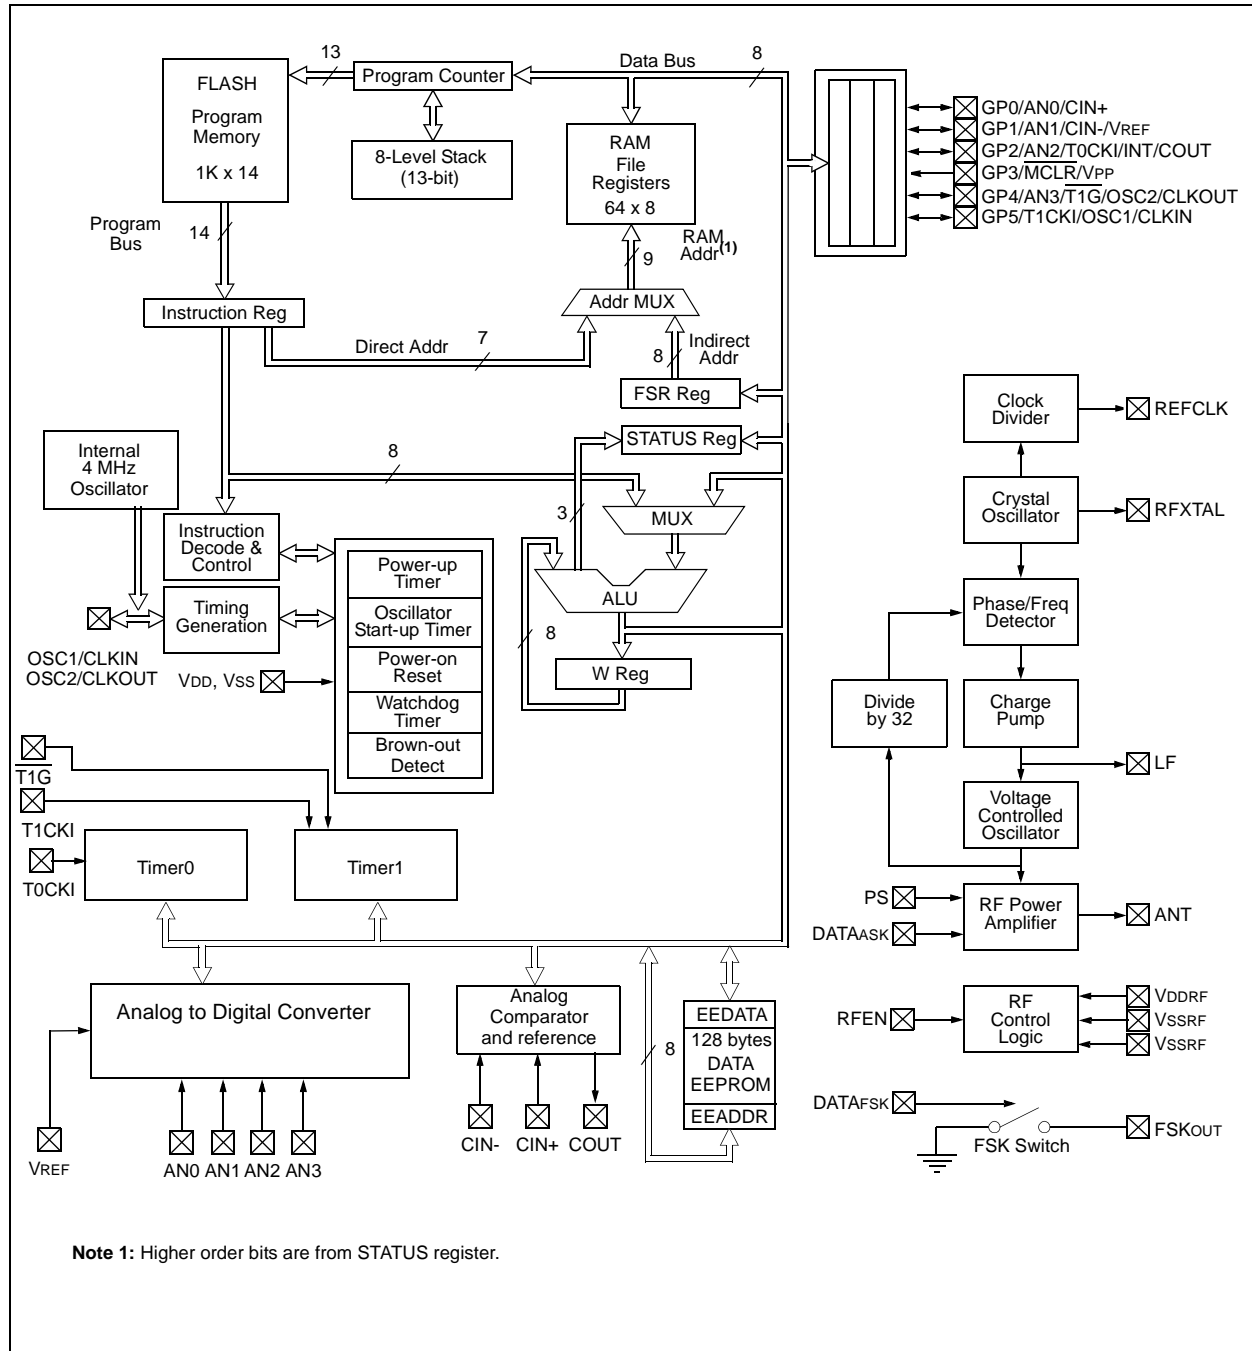 13
Data Bus
8
FLASH
Program
Memory
1K x 14
Program Counter
8-Level Stack
(13-bit)
RAM
File
Registers
64 x 8
GP0/AN0/CIN+
GP1/AN1/CIN-/VREF
GP2/AN2/T0CKI/INT/COUT
GP3/MCLR/VPP
GP4/AN3/T1G/OSC2/CLKOUT
GP5/T1CKI/OSC1/CLKIN
Program
Bus
14
RAM
Addr(1)
9
Instruction Reg
Addr MUX
Direct Addr
7
8
Indirect
Addr
FSR Reg
STATUS Reg
Internal
4 MHz
Oscillator
8
3
MUX
Instruction
Decode &
Control
Timing
Generation
OSC1/CLKIN
OSC2/CLKOUT
VDD, VSS
Power-up
Timer
Oscillator
Start-up Timer
Power-on
Reset
Watchdog
Timer
Brown-out
Detect
ALU
8
W Reg
Clock
Divider
REFCLK
Crystal
Oscillator
RFXTAL
Phase/Freq
Detector
Divide
by 32
Charge
Pump
LF
Voltage
Controlled
Oscillator
PS
DATAASK
RF Power
Amplifier
ANT
T1G
T1CKI
T0CKI
Timer0
Timer1
Analog to Digital Converter
Analog
Comparator
and reference
8
EEDATA
128 bytes
DATA
EEPROM
EEADDR
RFEN
RF
Control
Logic
VDDRF
VSSRF
VSSRF
DATAFSK
FSK Switch
FSKOUT
VREF
AN0 AN1 AN2 AN3
CIN- CIN+ COUT
Note 1: Higher order bits are from STATUS register.